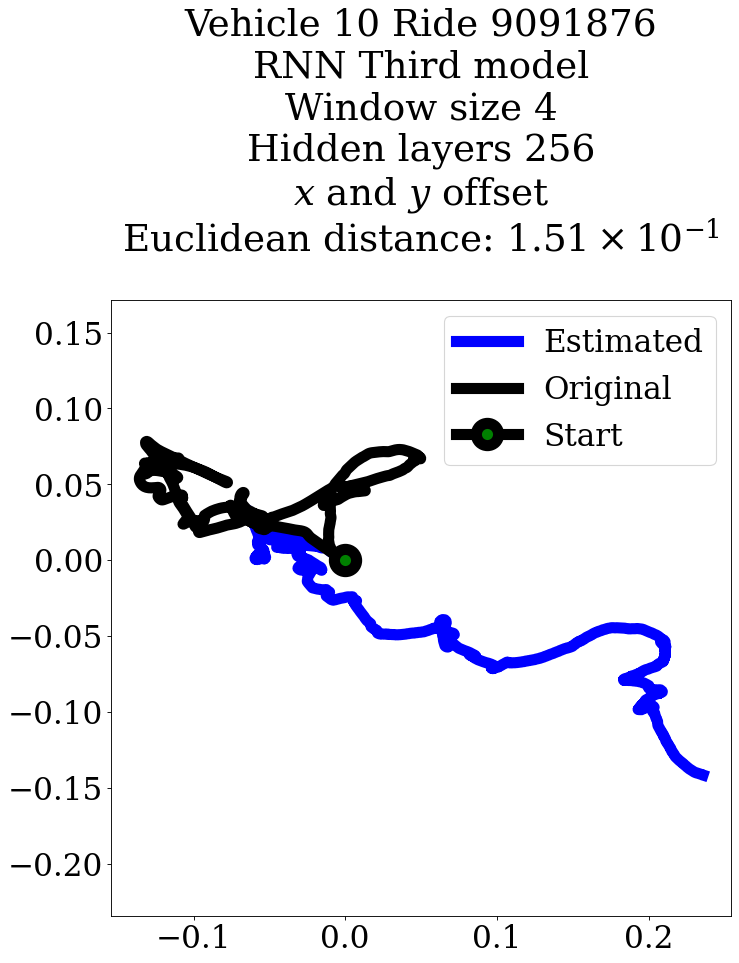 Vehicle 10 Ride 9091876
RNN Third model
Window size 4
Hidden layers 256
x and y offset
Euclidean distance: 1.51 × 10⁻¹
Estimated
Original
Start
0.15
0.10
0.05
0.00
−0.05
−0.10
−0.15
−0.20
−0.1 0.0 0.1 0.2